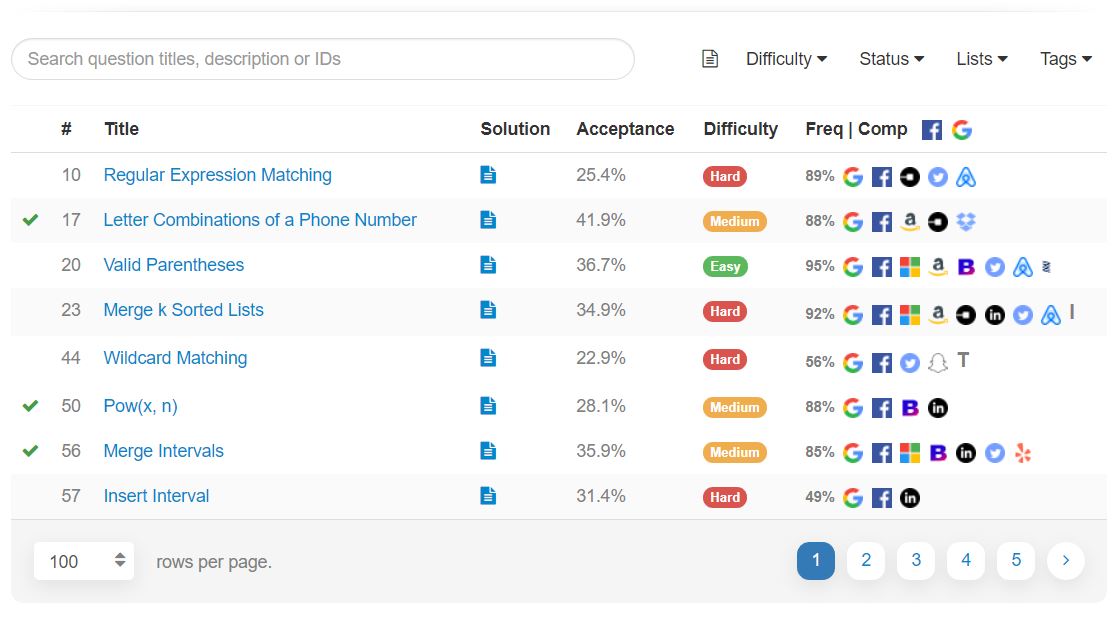 Search question titles, description or IDs
Difficulty Status Lists Tags
# Title Solution Acceptance Difficulty Freq | Comp
10 Regular Expression Matching 25.4% Hard 89%
17 Letter Combinations of a Phone Number 41.9% Medium 88%
20 Valid Parentheses 36.7% Easy 95%
23 Merge k Sorted Lists 34.9% Hard 92% I
44 Wildcard Matching 22.9% Hard 56% T
50 Pow(x, n) 28.1% Medium 88%
56 Merge Intervals 35.9% Medium 85%
57 Insert Interval 31.4% Hard 49%
100 rows per page. 1 2 3 4 5 >